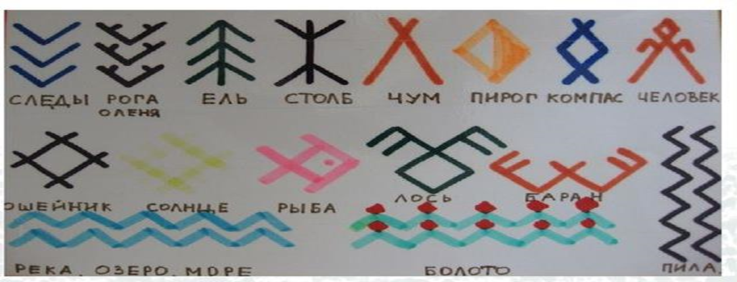 СЛЕДЫ РОГА ОЛЕНЯ ЕЛЬ СТОЛБ ЧУМ ПИРОГ КОМПАС ЧЕЛОВЕК
ОШЕЙНИК СОЛНЦЕ РЫБА ЛОСЬ БАРАН
РЕКА, ОЗЕРО, МОРЕ БОЛОТО ПИЛА